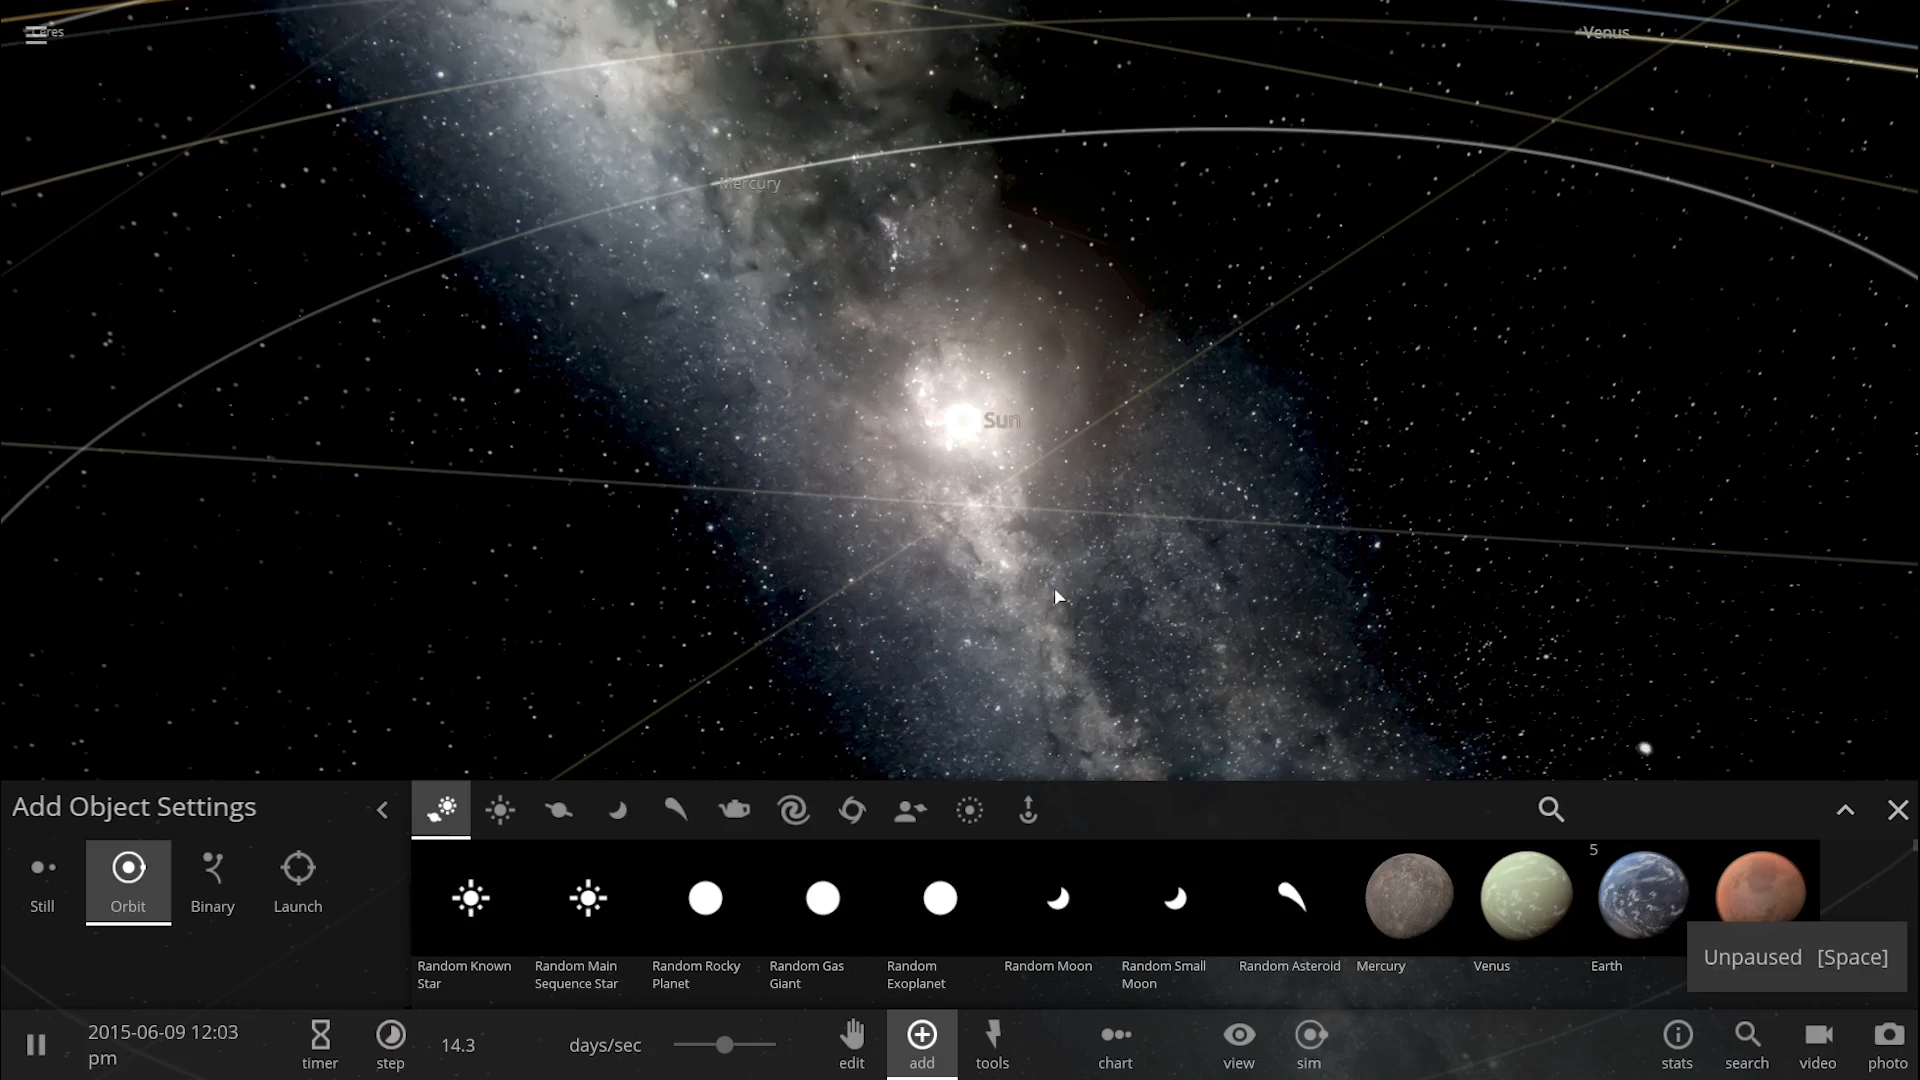 Ceres
Venus
Mercury
Sun
Add Object Settings
Still
Orbit
Binary
Launch
5
Random Known
Star
Random Main
Sequence Star
Random Rocky
Planet
Random Gas
Giant
Random
Exoplanet
Random Moon
Random Small
Moon
Random Asteroid
Mercury
Venus
Earth
Unpaused [Space]
2015-06-09 12:03
pm
timer
step
14.3
days/sec
edit
add
tools
chart
view
sim
stats
search
video
photo